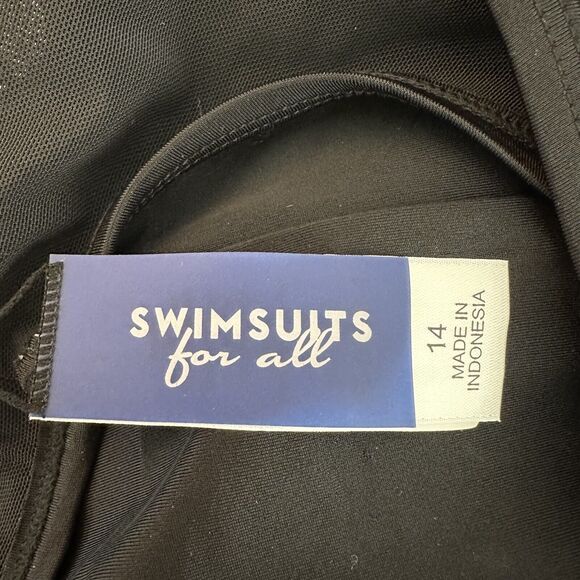 SWIMSUITS
for all
14
MADE IN
INDONESIA